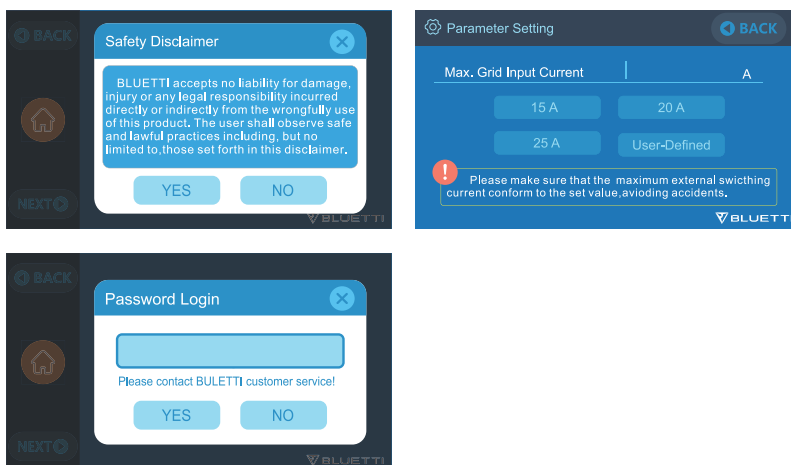 BACK
Safety Disclaimer
BLUETTI accepts no liability for damage,
injury or any legal responsibility incurred
directly or indirectly from the wrongfully use
of this product. The user shall observe safe
and lawful practices including, but no
limited to,those set forth in this disclaimer.
YES NO
NEXT
BLUETTI
Parameter Setting
BACK
Max. Grid Input Current A
15 A 20 A
25 A User-Defined
! Please make sure that the maximum external swicthing
current conform to the set value,avioding accidents.
BLUETTI
BACK
Password Login
Please contact BULETTI customer service!
YES NO
NEXT
BLUETTI